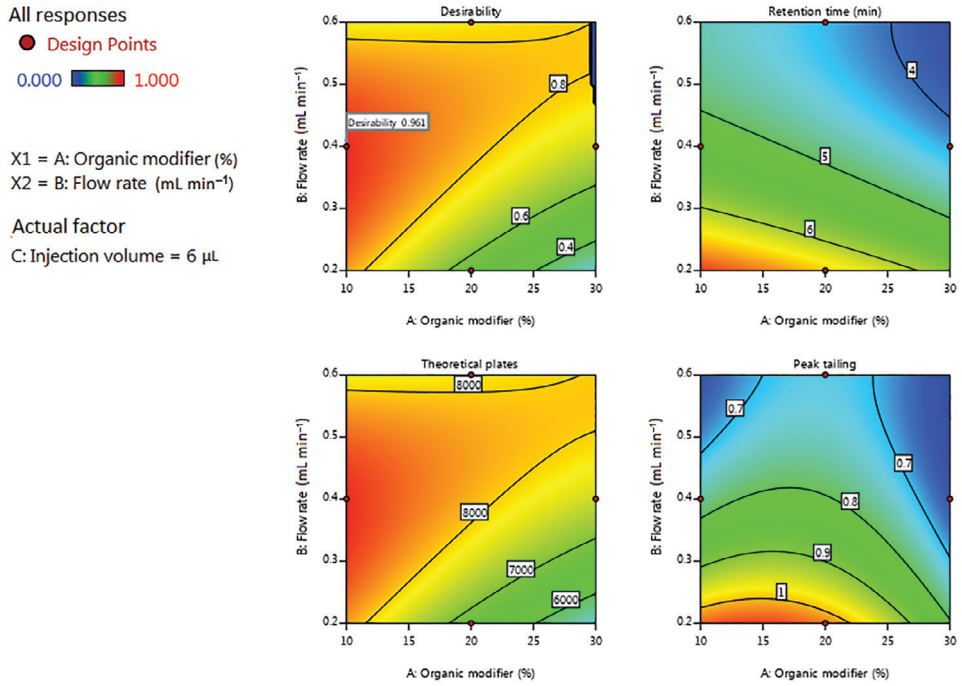 All responses
Design Points
0.000 1.000
X1 = A: Organic modifier (%)
X2 = B: Flow rate (mL min⁻¹)
Actual factor
C: Injection volume = 6 µL
Desirability
B: Flow rate (mL min⁻¹)
0.6
0.5
0.4
0.3
0.2
0.8
Desirability 0.961
0.6
0.4
10 15 20 25 30
A: Organic modifier (%)
Retention time (min)
B: Flow rate (mL min⁻¹)
0.6
0.5
0.4
0.3
0.2
4
5
6
10 15 20 25 30
A: Organic modifier (%)
Theoretical plates
B: Flow rate (mL min⁻¹)
0.6
0.5
0.4
0.3
0.2
8000
8000
7000
6000
10 15 20 25 30
A: Organic modifier (%)
Peak tailing
B: Flow rate (mL min⁻¹)
0.6
0.5
0.4
0.3
0.2
0.7
0.7
0.8
0.9
1
10 15 20 25 30
A: Organic modifier (%)